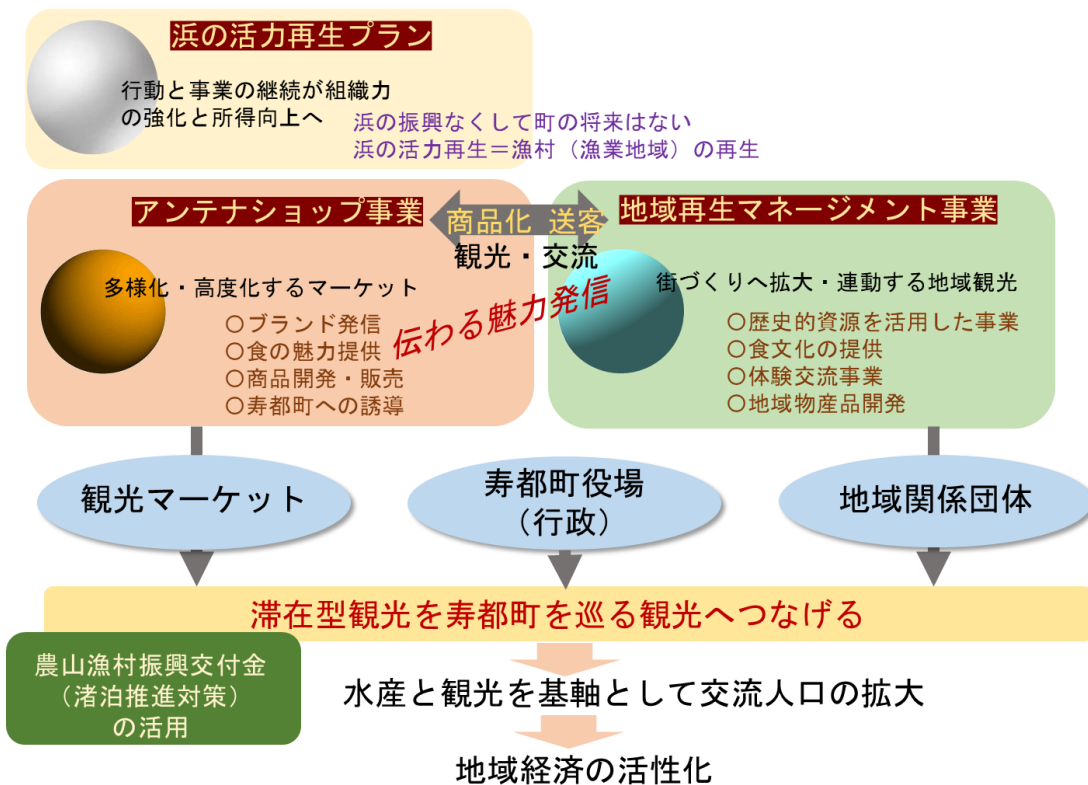 浜の活力再生プラン
行動と事業の継続が組織力
の強化と所得向上へ
浜の振興なくして町の将来はない
浜の活力再生＝漁村（漁業地域）の再生
アンテナショップ事業
商品化 送客
観光・交流
地域再生マネージメント事業
多様化・高度化するマーケット
〇ブランド発信
〇食の魅力提供
〇商品開発・販売
〇寿都町への誘導
伝わる魅力発信
街づくりへ拡大・連動する地域観光
〇歴史的資源を活用した事業
〇食文化の提供
〇体験交流事業
〇地域物産品開発
観光マーケット
寿都町役場
（行政）
地域関係団体
滞在型観光を寿都町を巡る観光へつなげる
農山漁村振興交付金
（渚泊推進対策）
の活用
水産と観光を基軸として交流人口の拡大
地域経済の活性化